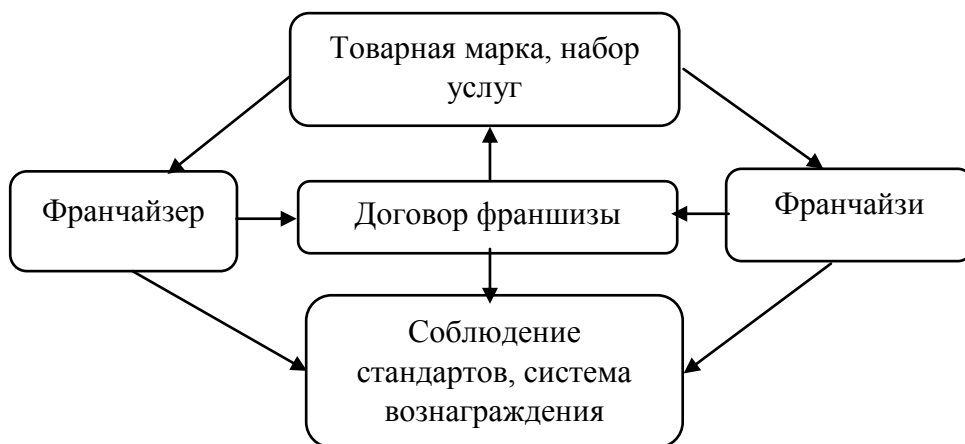 Товарная марка, набор
услуг
Франчайзер
Договор франшизы
Франчайзи
Соблюдение
стандартов, система
вознаграждения